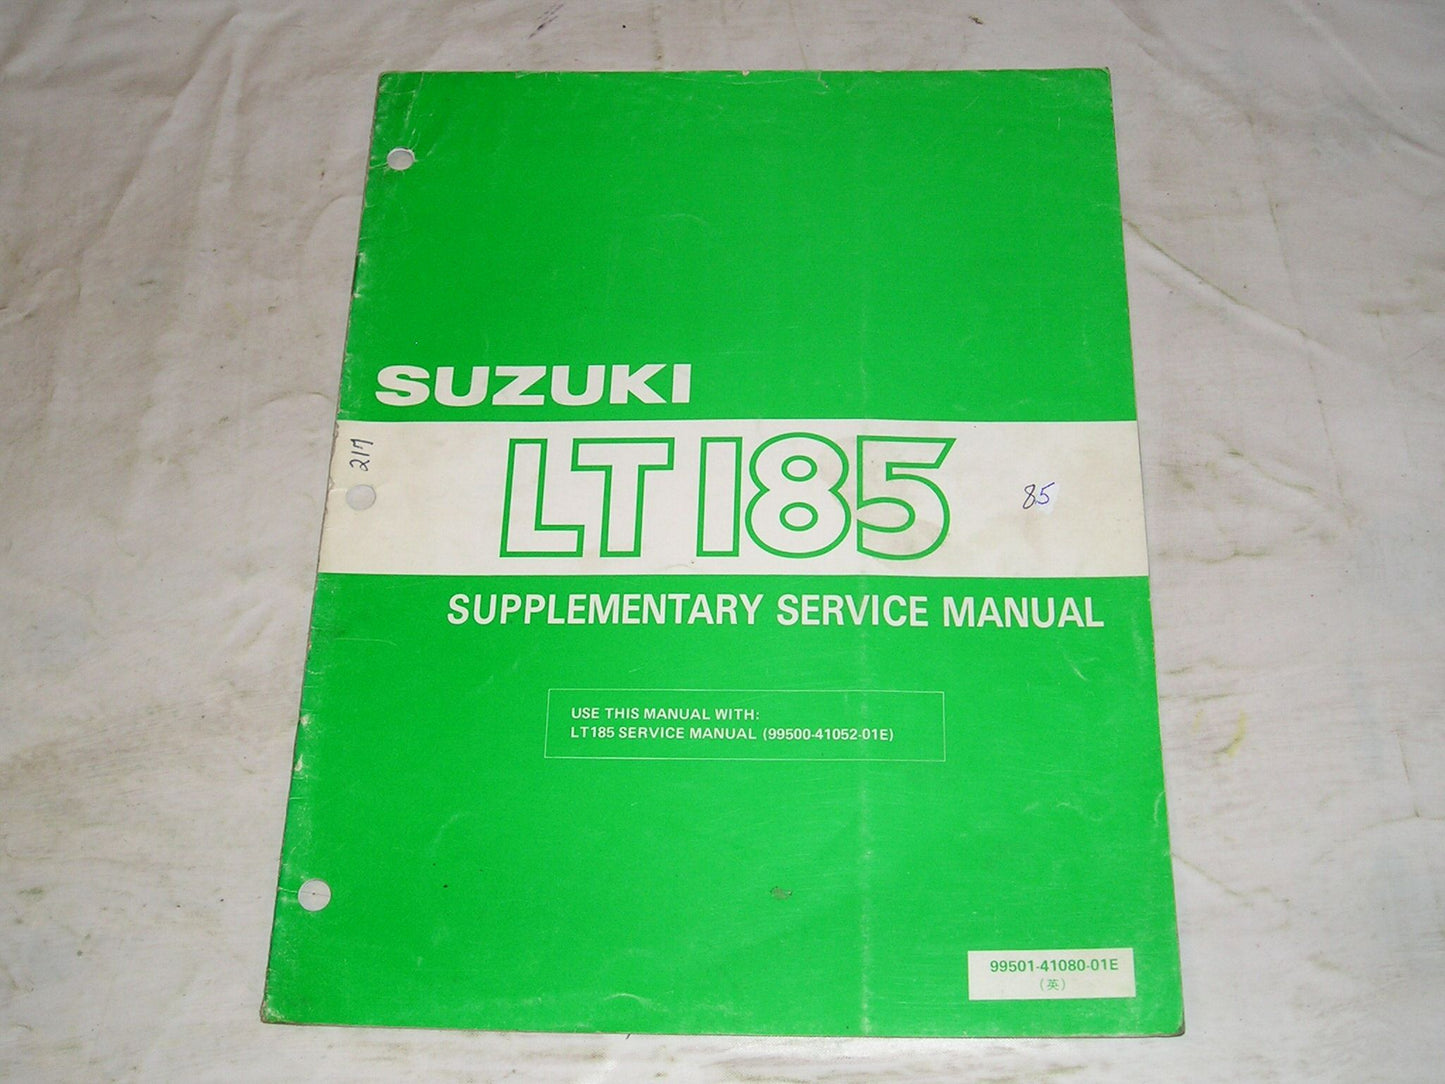 SUZUKI
217
LT185
85
SUPPLEMENTARY SERVICE MANUAL
USE THIS MANUAL WITH:
LT185 SERVICE MANUAL (99500-41052-01E)
99501-41080-01E
(英)